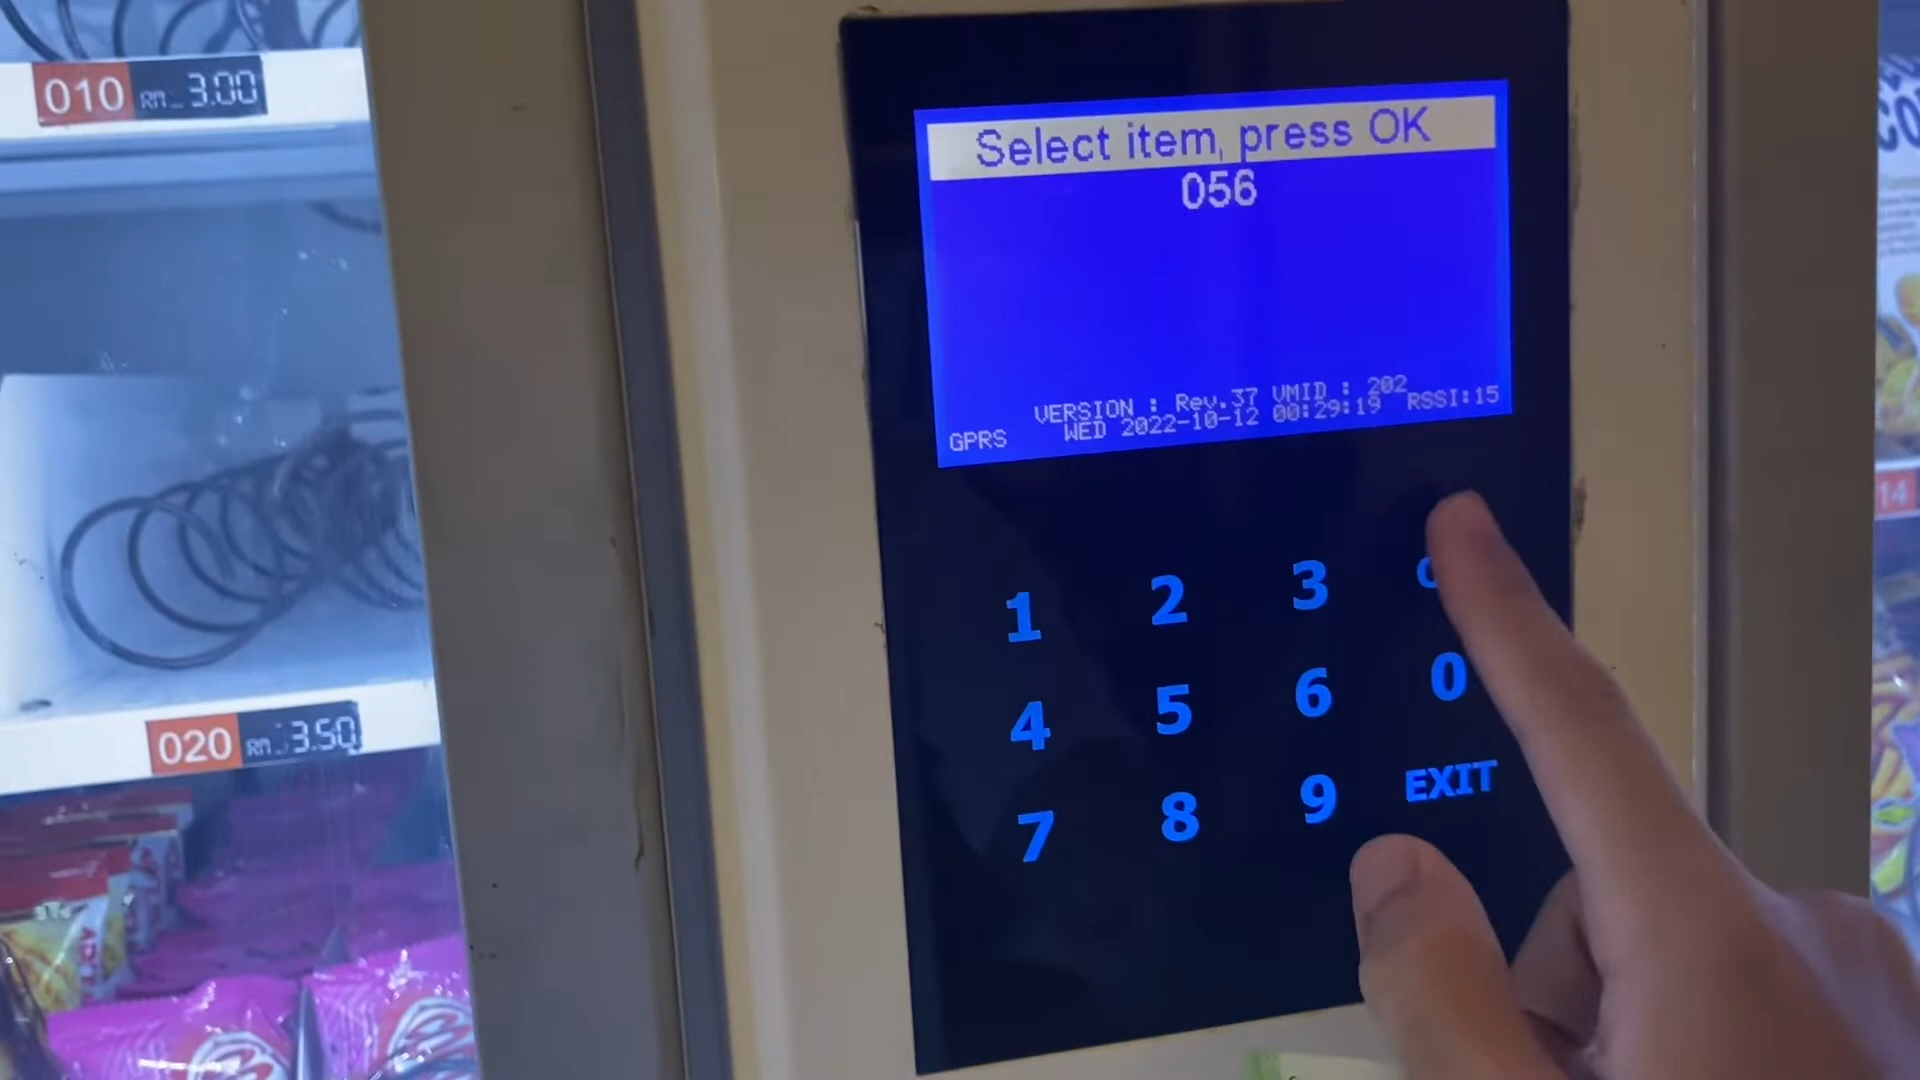 010 RM 3.00
Select item, press OK
056
VERSION : Rev.37 VMID : 202
GPRS WED 2022-10-12 00:29:19 RSSI:15
1 2 3
4 5 6 0
7 8 9 EXIT
020 RM 3.50
14